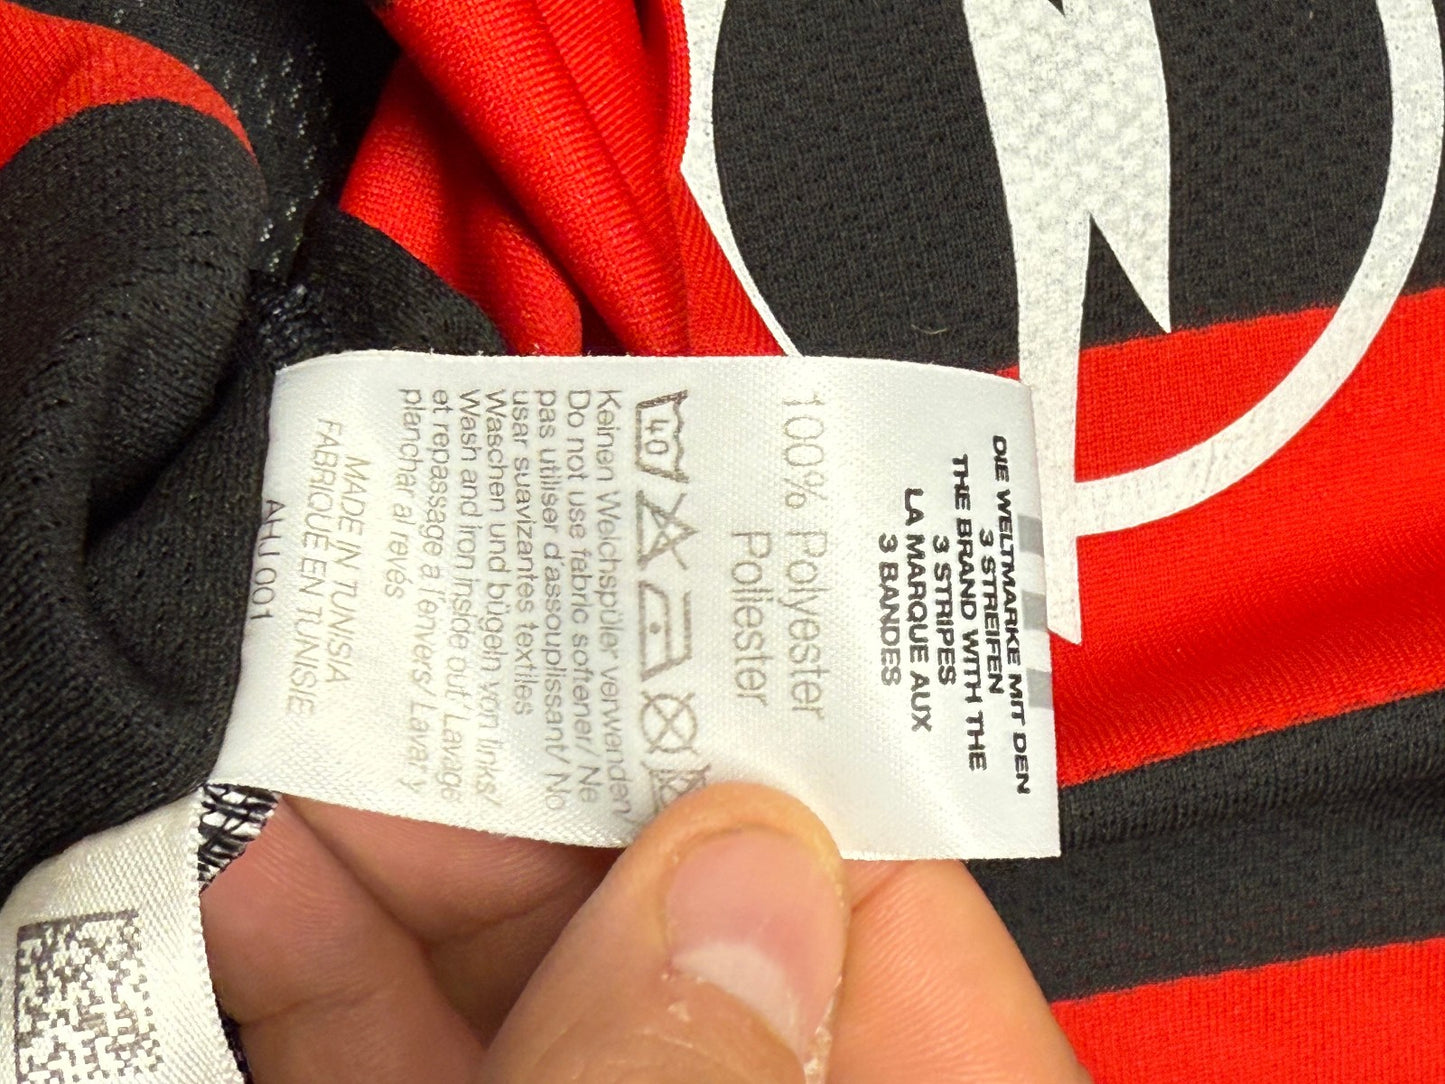 DIE WELTMARKE MIT DEN
3 STREIFEN
THE BRAND WITH THE
3 STRIPES
LA MARQUE AUX
3 BANDES
100% Polyester
Poliester
40
Keinen Weichspüler verwenden
Do not use fabric softener/ Ne
pas utiliser d'assouplissant/ No
usar suavizantes textiles
Waschen und bügeln von links/
Wash and iron inside out/ Lavage
et repassage a l'envers/ Lavar y
planchar al revés
MADE IN TUNISIA
FABRIQUÉ EN TUNISIE
AHJ 001